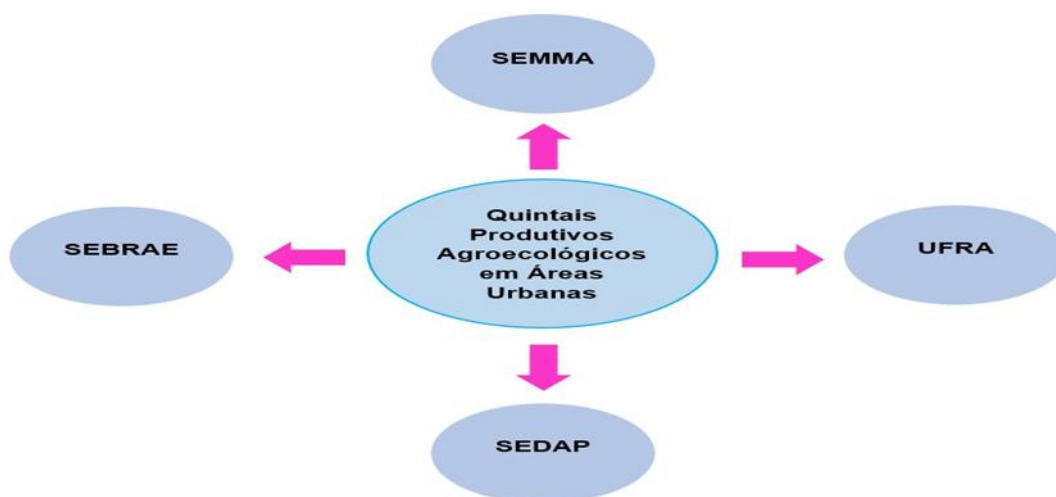 SEMMA
SEBRAE
Quintais
Produtivos
Agroecológicos
em Áreas
Urbanas
UFRA
SEDAP